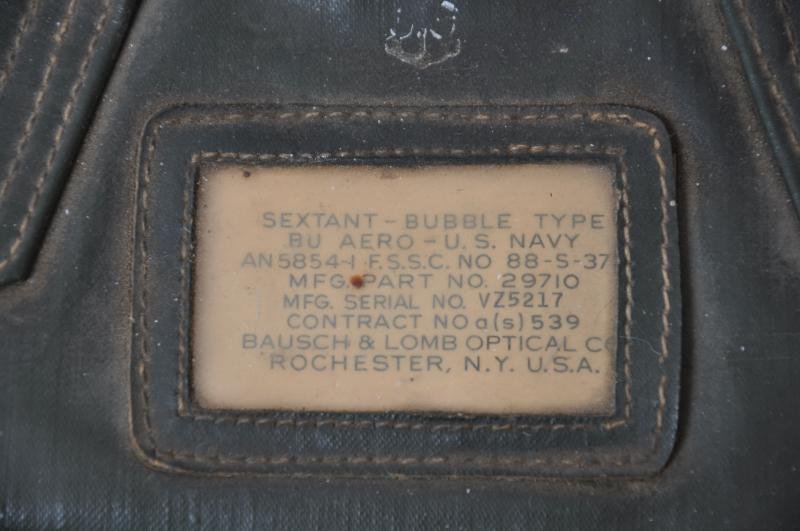 SEXTANT - BUBBLE TYPE
BU AERO - U.S. NAVY
AN5854-1 F.S.S.C. NO 88-S-37
MFG. PART NO. 29710
MFG. SERIAL NO. VZ5217
CONTRACT NO a(s) 539
BAUSCH & LOMB OPTICAL CO
ROCHESTER, N.Y. U.S.A.